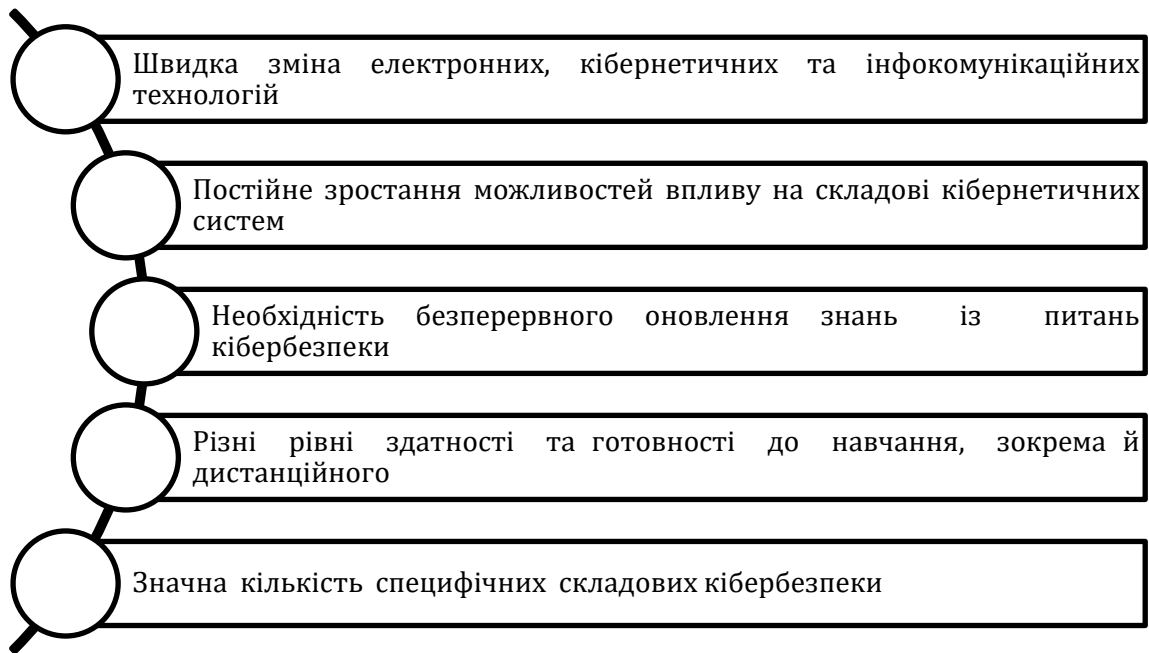 Швидка зміна електронних, кібернетичних та інфокомунікаційних
технологій
Постійне зростання можливостей впливу на складові кібернетичних
систем
Необхідність безперервного оновлення знань із питань
кібербезпеки
Різні рівні здатності та готовності до навчання, зокрема й
дистанційного
Значна кількість специфічних складових кібербезпеки